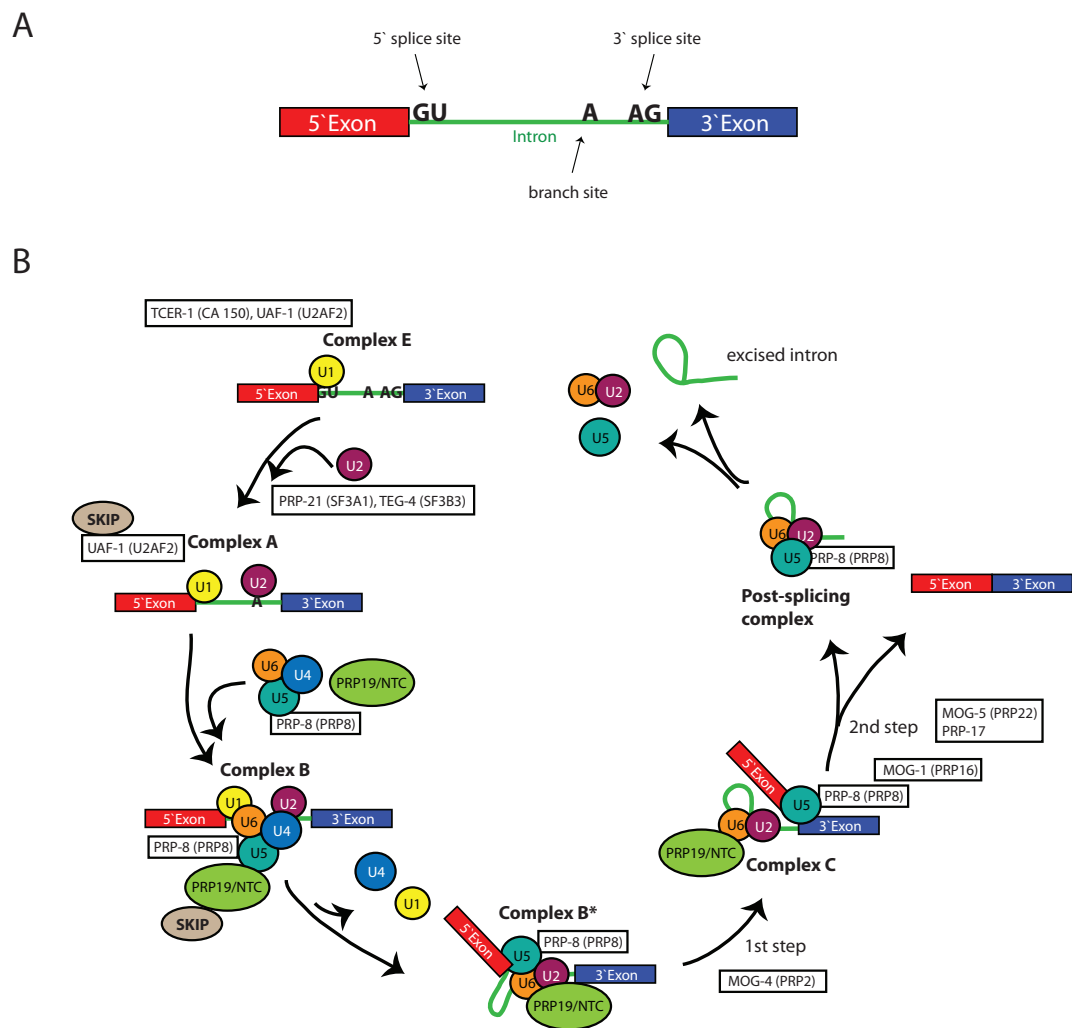 A
5` splice site
3` splice site
GU
A
AG
5`Exon
3`Exon
Intron
branch site
B
TCER-1 (CA 150), UAF-1 (U2AF2)
Complex E
U1
5`Exon
GU
A
AG
3`Exon
U2
PRP-21 (SF3A1), TEG-4 (SF3B3)
SKIP
UAF-1 (U2AF2)
Complex A
U1
U2
5`Exon
A
3`Exon
U6
U4
U5
PRP19/NTC
PRP-8 (PRP8)
Complex B
U1
U2
5`Exon
U6
U4
3`Exon
PRP-8 (PRP8)
U5
PRP19/NTC
SKIP
U4
U1
Complex B*
5`Exon
U5
PRP-8 (PRP8)
U6
U2
3`Exon
PRP19/NTC
1st step
MOG-4 (PRP2)
5`Exon
U5
PRP-8 (PRP8)
U6
U2
3`Exon
PRP19/NTC
Complex C
MOG-1 (PRP16)
2nd step
MOG-5 (PRP22)
PRP-17
U6
U2
U5
PRP-8 (PRP8)
Post-splicing
complex
5`Exon
3`Exon
excised intron
U6
U2
U5